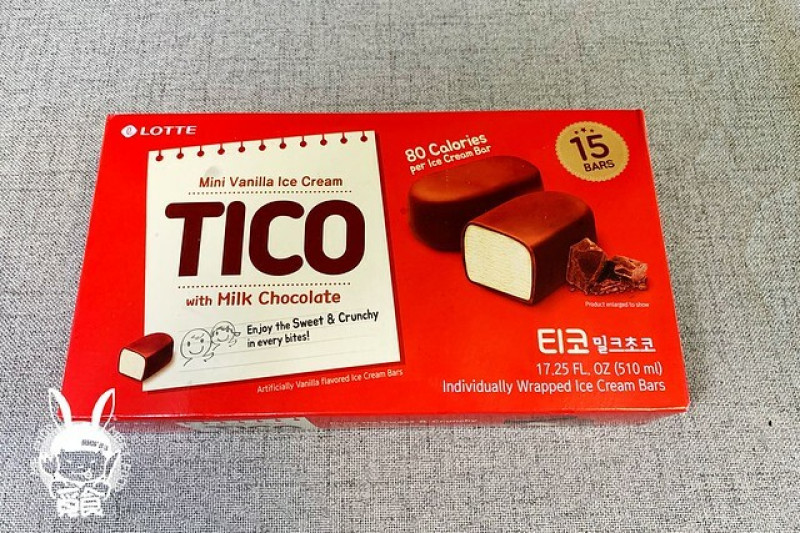 LOTTE
Mini Vanilla Ice Cream
TICO
with Milk Chocolate
Enjoy the Sweet & Crunchy
in every bites!
Artificially Vanilla flavored Ice Cream Bars
80 Calories
per Ice Cream Bar
15
BARS
Product enlarged to show
티코 밀크초코
17.25 FL. OZ (510 ml)
Individually Wrapped Ice Cream Bars
覓食